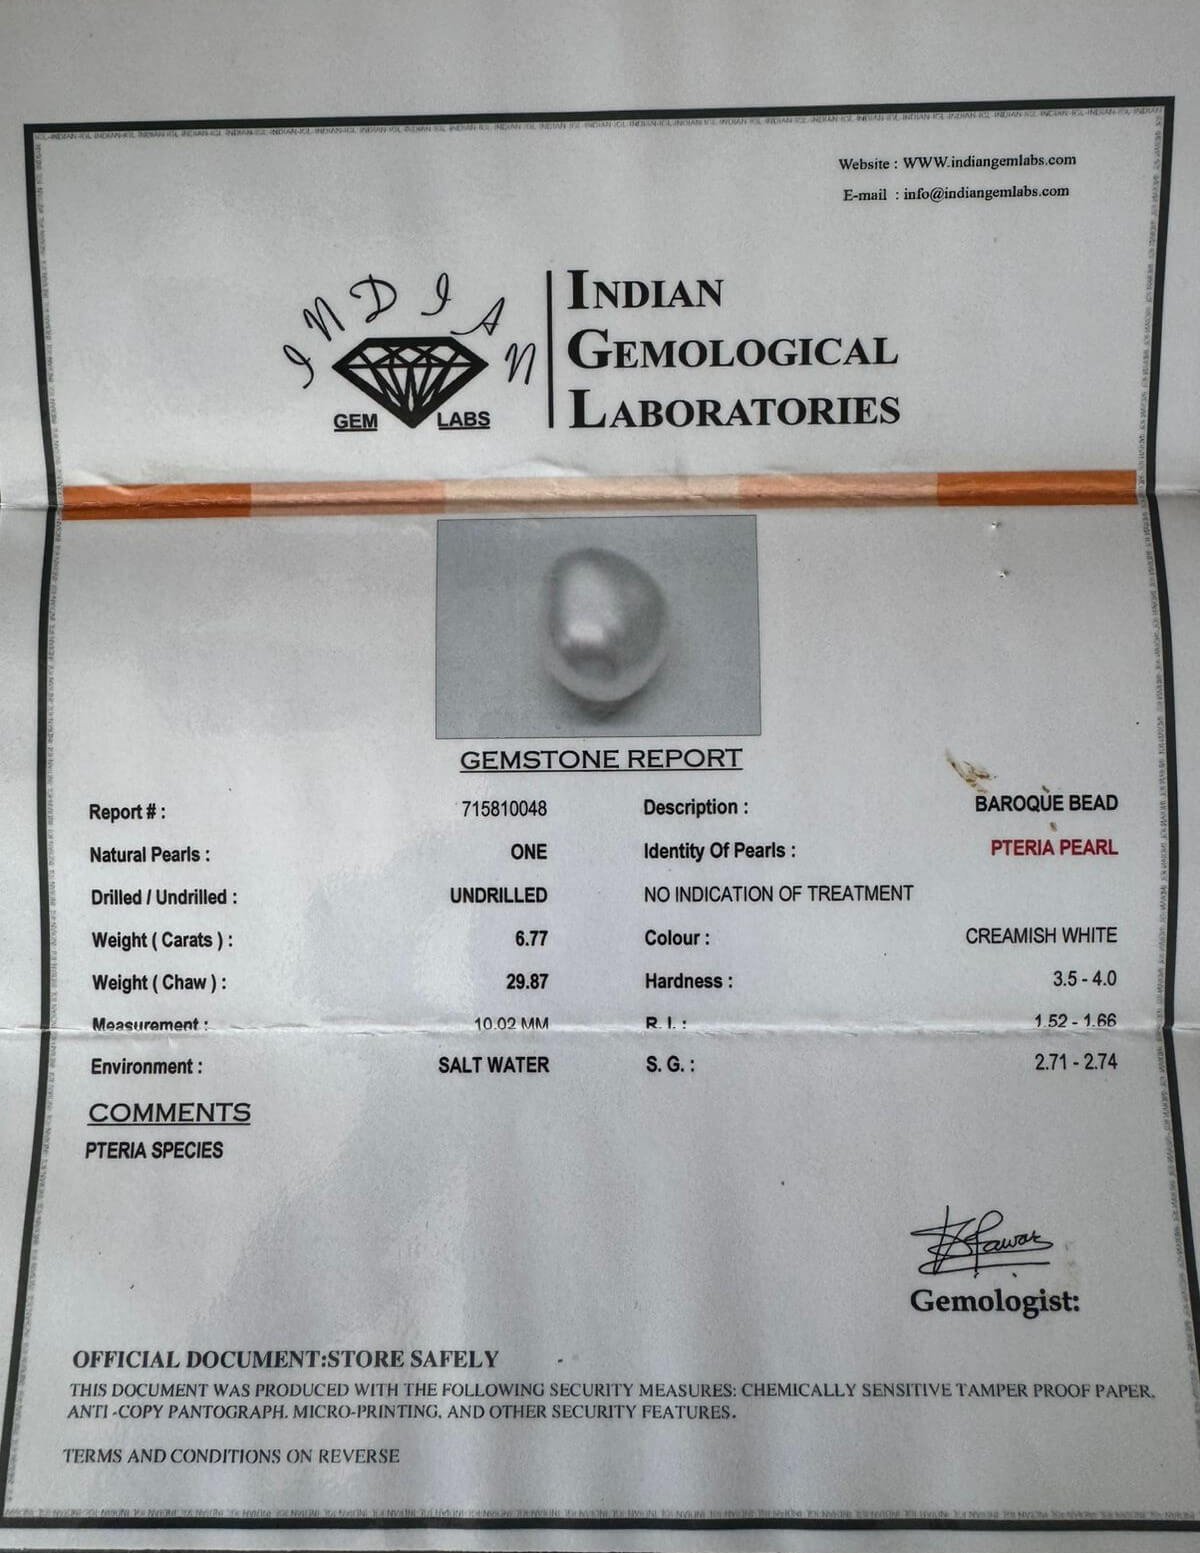 Website : WWW.indiangemlabs.com
E-mail : info@indiangemlabs.com
INDIAN
GEM LABS
INDIAN
GEMOLOGICAL
LABORATORIES
GEMSTONE REPORT
Report # : 715810048 Description : BAROQUE BEAD
Natural Pearls : ONE Identity Of Pearls : PTERIA PEARL
Drilled / Undrilled : UNDRILLED NO INDICATION OF TREATMENT
Weight ( Carats ) : 6.77 Colour : CREAMISH WHITE
Weight ( Chaw ) : 29.87 Hardness : 3.5 - 4.0
Measurement : 10.02 MM R. I. : 1.52 - 1.66
Environment : SALT WATER S. G. : 2.71 - 2.74
COMMENTS
PTERIA SPECIES
Gemologist:
OFFICIAL DOCUMENT:STORE SAFELY
THIS DOCUMENT WAS PRODUCED WITH THE FOLLOWING SECURITY MEASURES: CHEMICALLY SENSITIVE TAMPER PROOF PAPER,
ANTI -COPY PANTOGRAPH. MICRO-PRINTING, AND OTHER SECURITY FEATURES.
TERMS AND CONDITIONS ON REVERSE